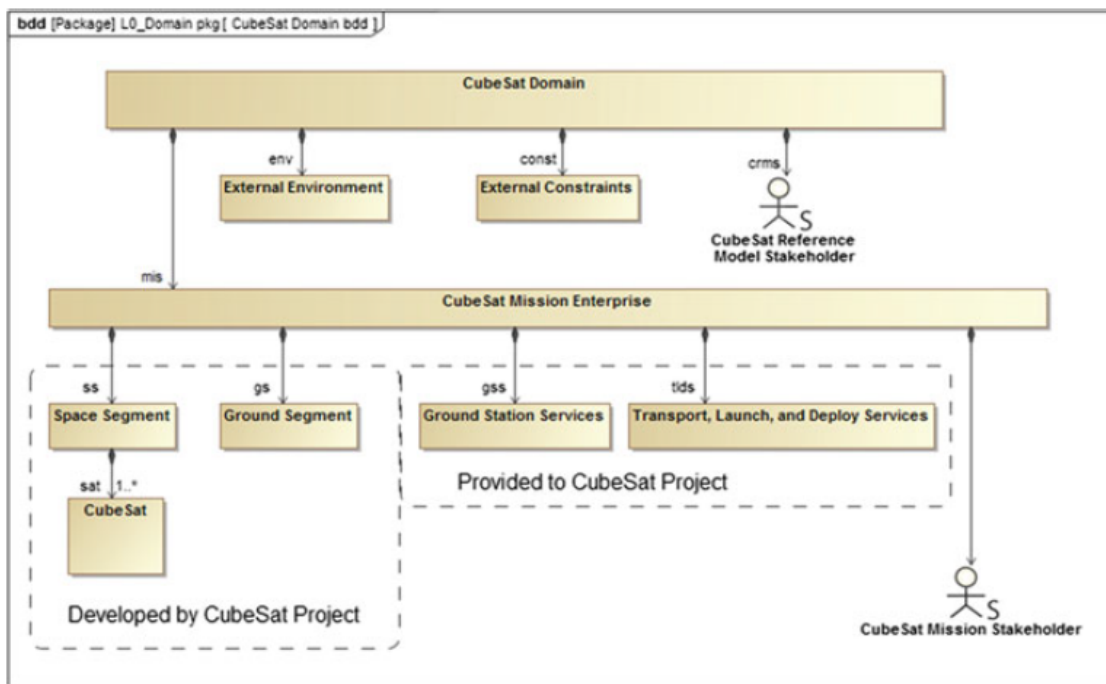 bdd [Package] L0_Domain pkg [ CubeSat Domain bdd ]
CubeSat Domain
env
const
crms
External Environment
External Constraints
S
CubeSat Reference
Model Stakeholder
mis
CubeSat Mission Enterprise
ss
gs
gss
tlds
Space Segment
Ground Segment
Ground Station Services
Transport, Launch, and Deploy Services
sat 1..*
Provided to CubeSat Project
CubeSat
Developed by CubeSat Project
S
CubeSat Mission Stakeholder